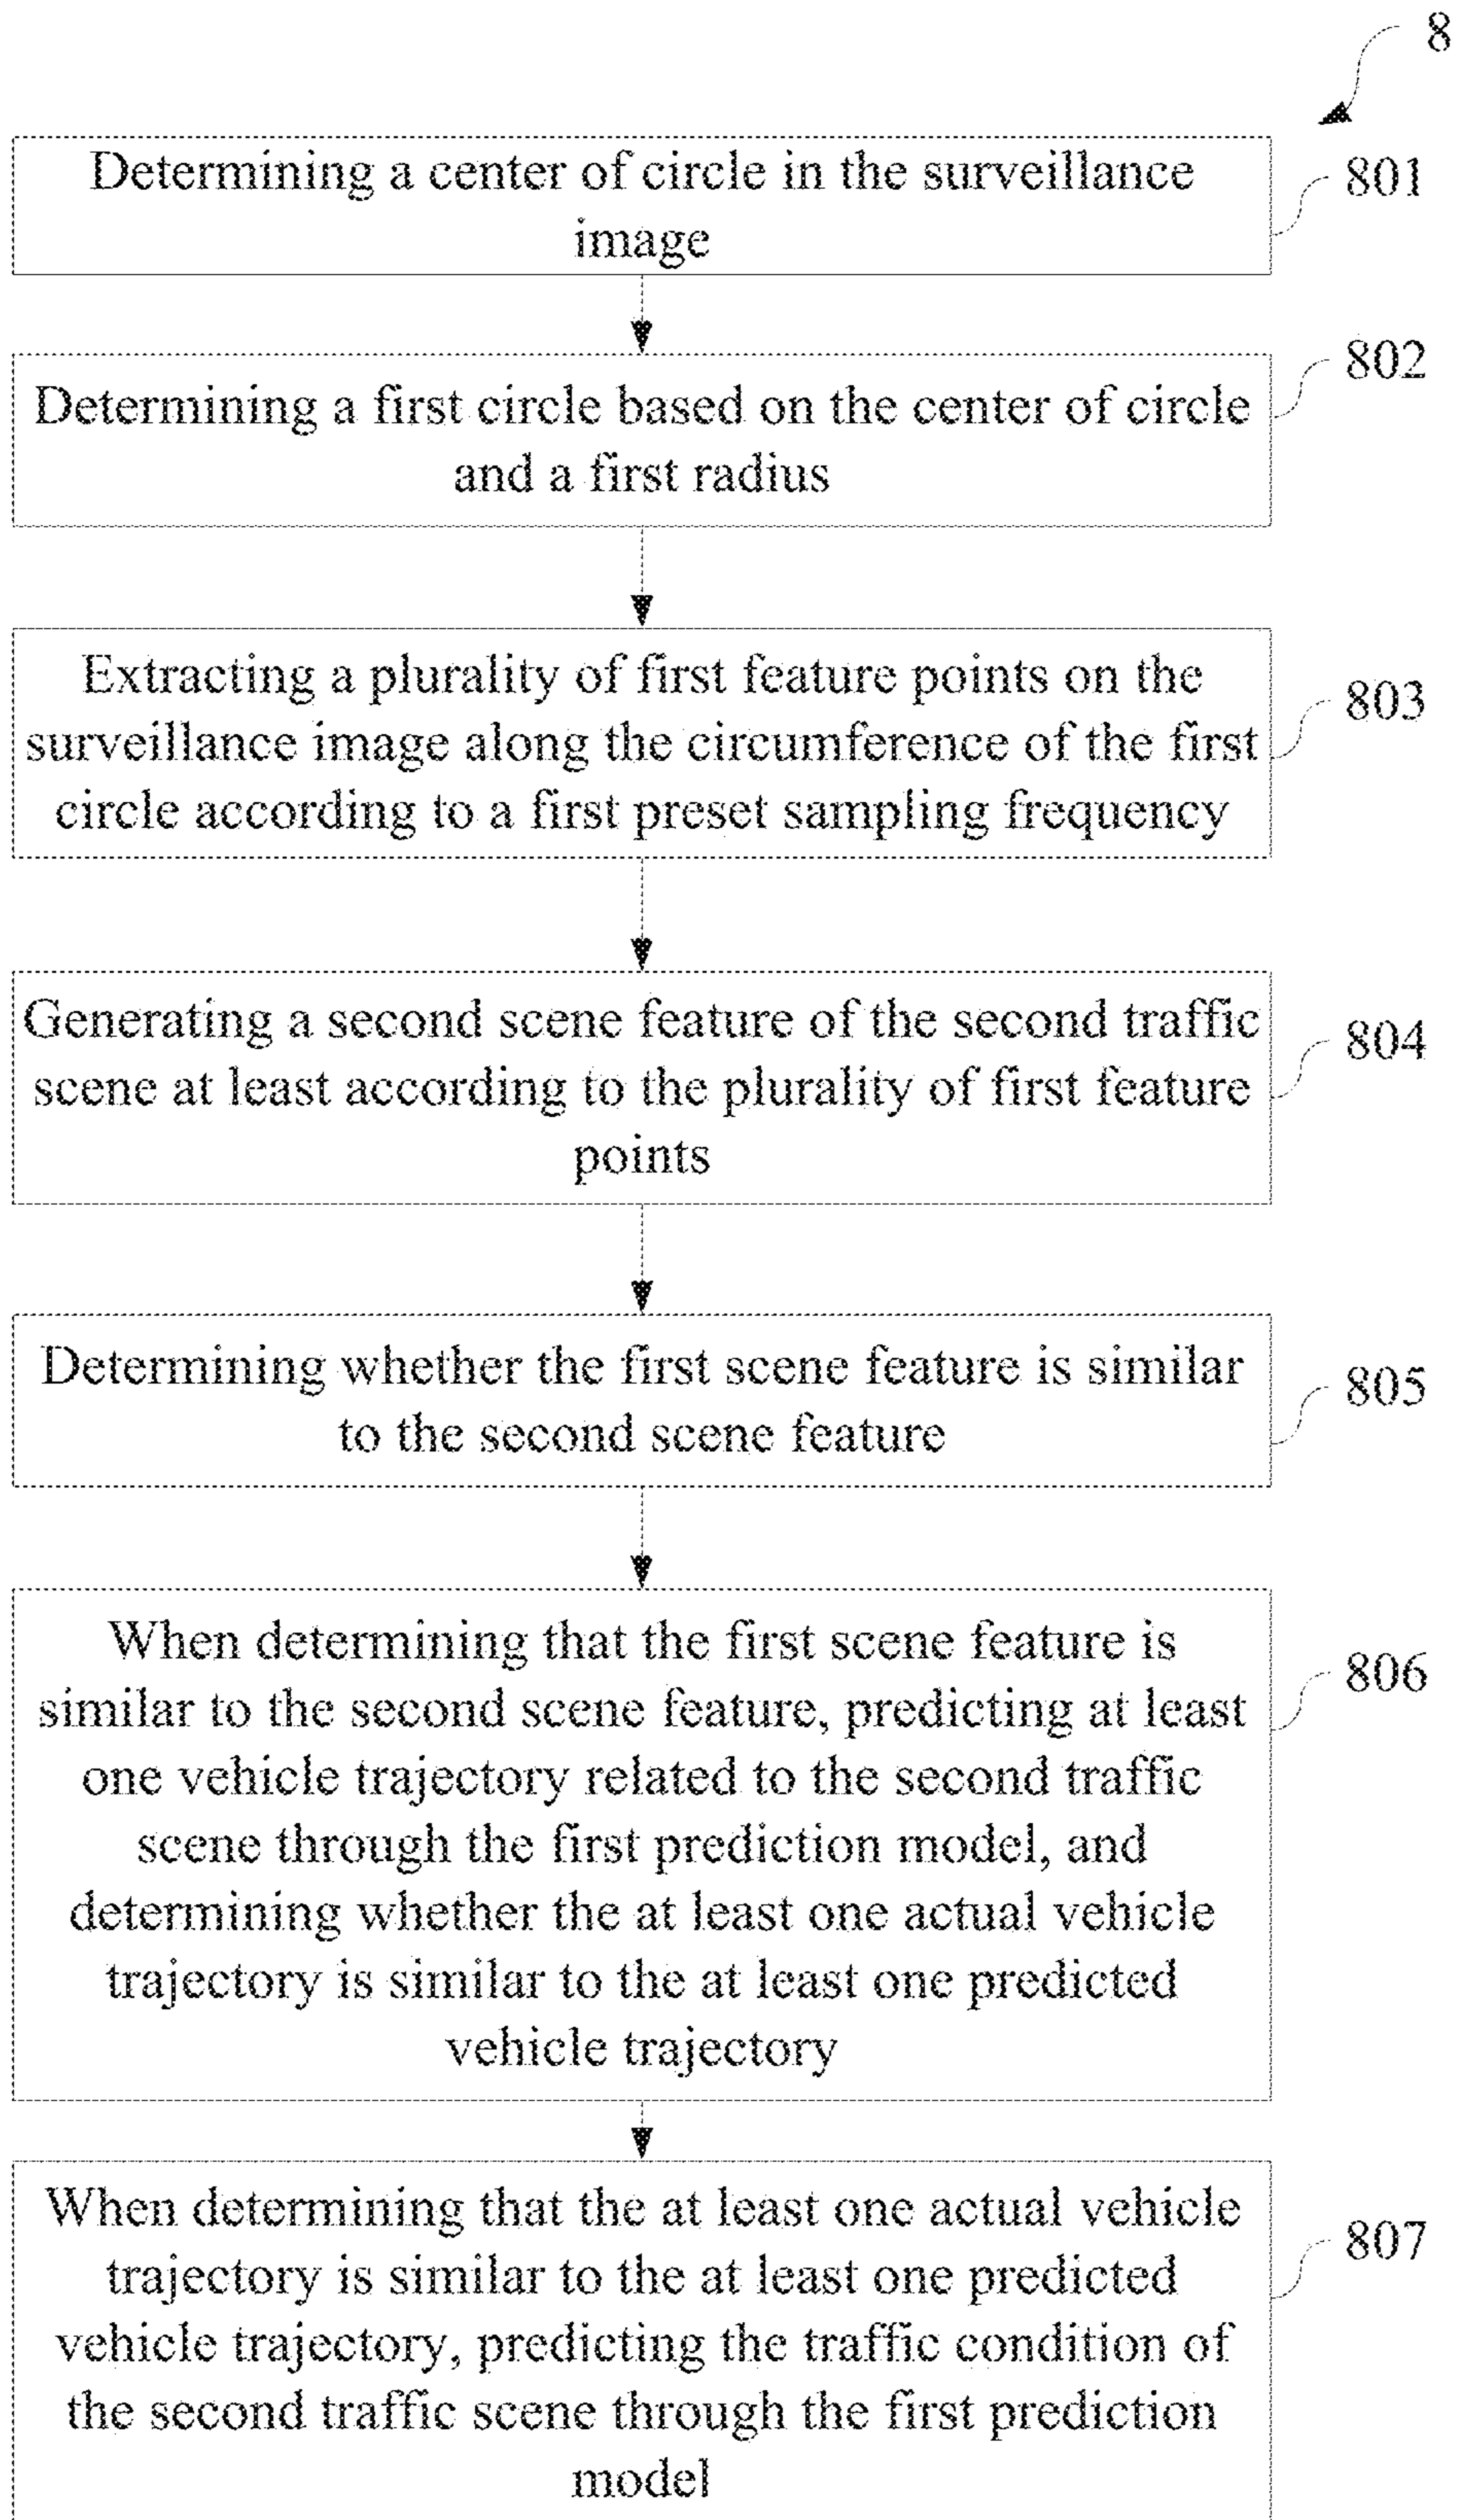 8
Determining a center of circle in the surveillance
image
801
Determining a first circle based on the center of circle
and a first radius
802
Extracting a plurality of first feature points on the
surveillance image along the circumference of the first
circle according to a first preset sampling frequency
803
Generating a second scene feature of the second traffic
scene at least according to the plurality of first feature
points
804
Determining whether the first scene feature is similar
to the second scene feature
805
When determining that the first scene feature is
similar to the second scene feature, predicting at least
one vehicle trajectory related to the second traffic
scene through the first prediction model, and
determining whether the at least one actual vehicle
trajectory is similar to the at least one predicted
vehicle trajectory
806
When determining that the at least one actual vehicle
trajectory is similar to the at least one predicted
vehicle trajectory, predicting the traffic condition of
the second traffic scene through the first prediction
model
807